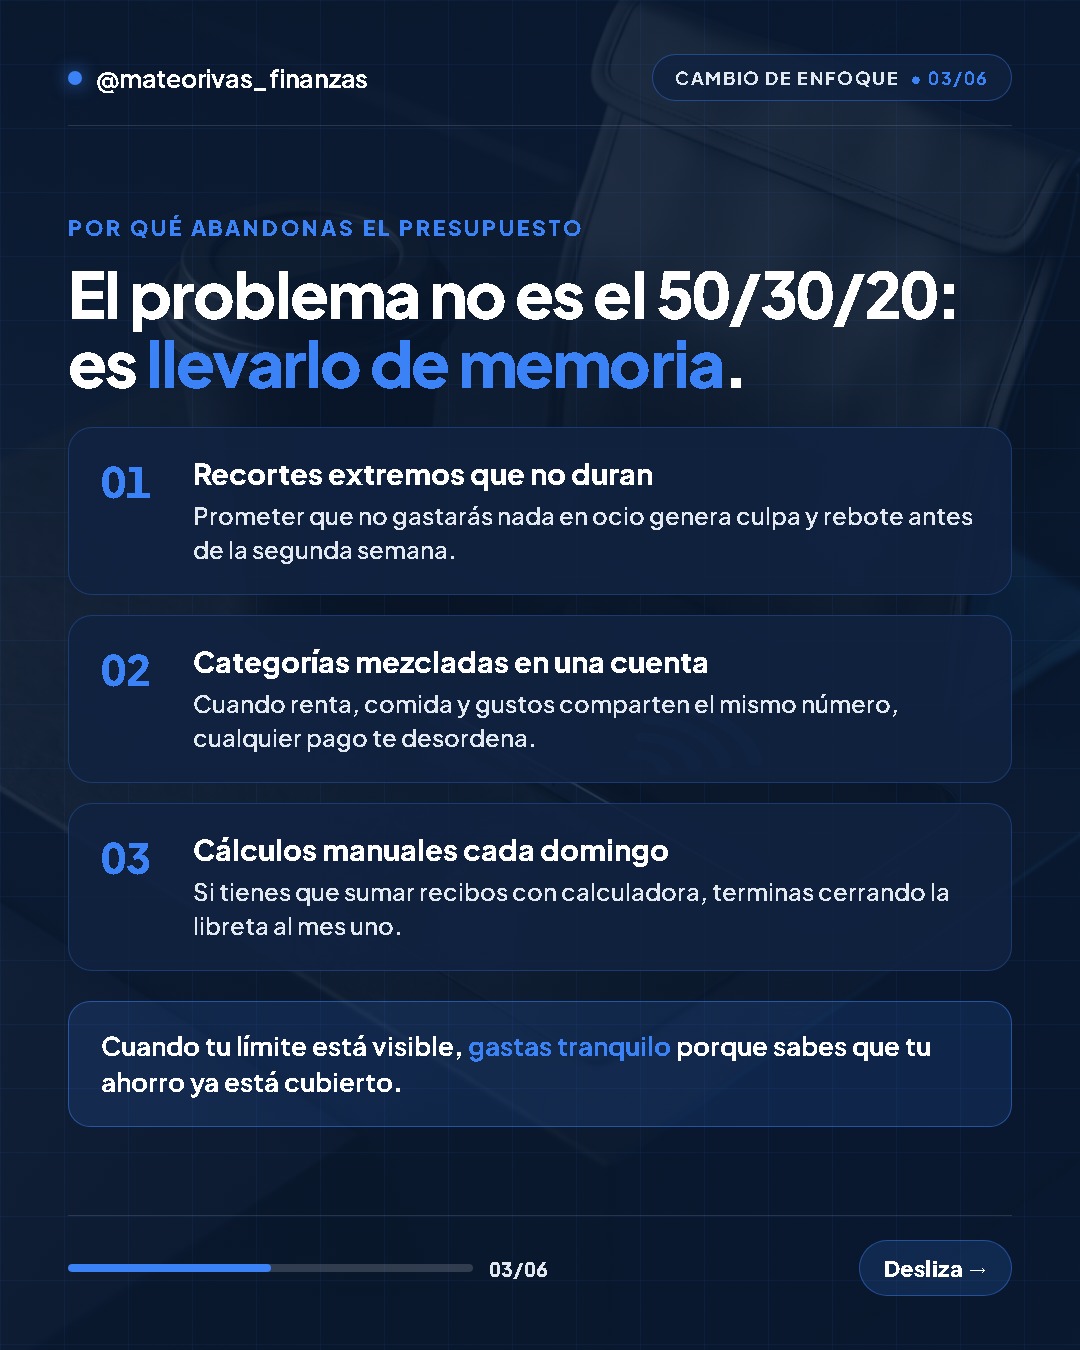 @mateorivas_finanzas
CAMBIO DE ENFOQUE • 03/06
POR QUÉ ABANDONAS EL PRESUPUESTO
El problema no es el 50/30/20:
es llevarlo de memoria.
01
Recortes extremos que no duran
Prometer que no gastarás nada en ocio genera culpa y rebote antes
de la segunda semana.
02
Categorías mezcladas en una cuenta
Cuando renta, comida y gustos comparten el mismo número,
cualquier pago te desordena.
03
Cálculos manuales cada domingo
Si tienes que sumar recibos con calculadora, terminas cerrando la
libreta al mes uno.
Cuando tu límite está visible, gastas tranquilo porque sabes que tu
ahorro ya está cubierto.
03/06
Desliza →